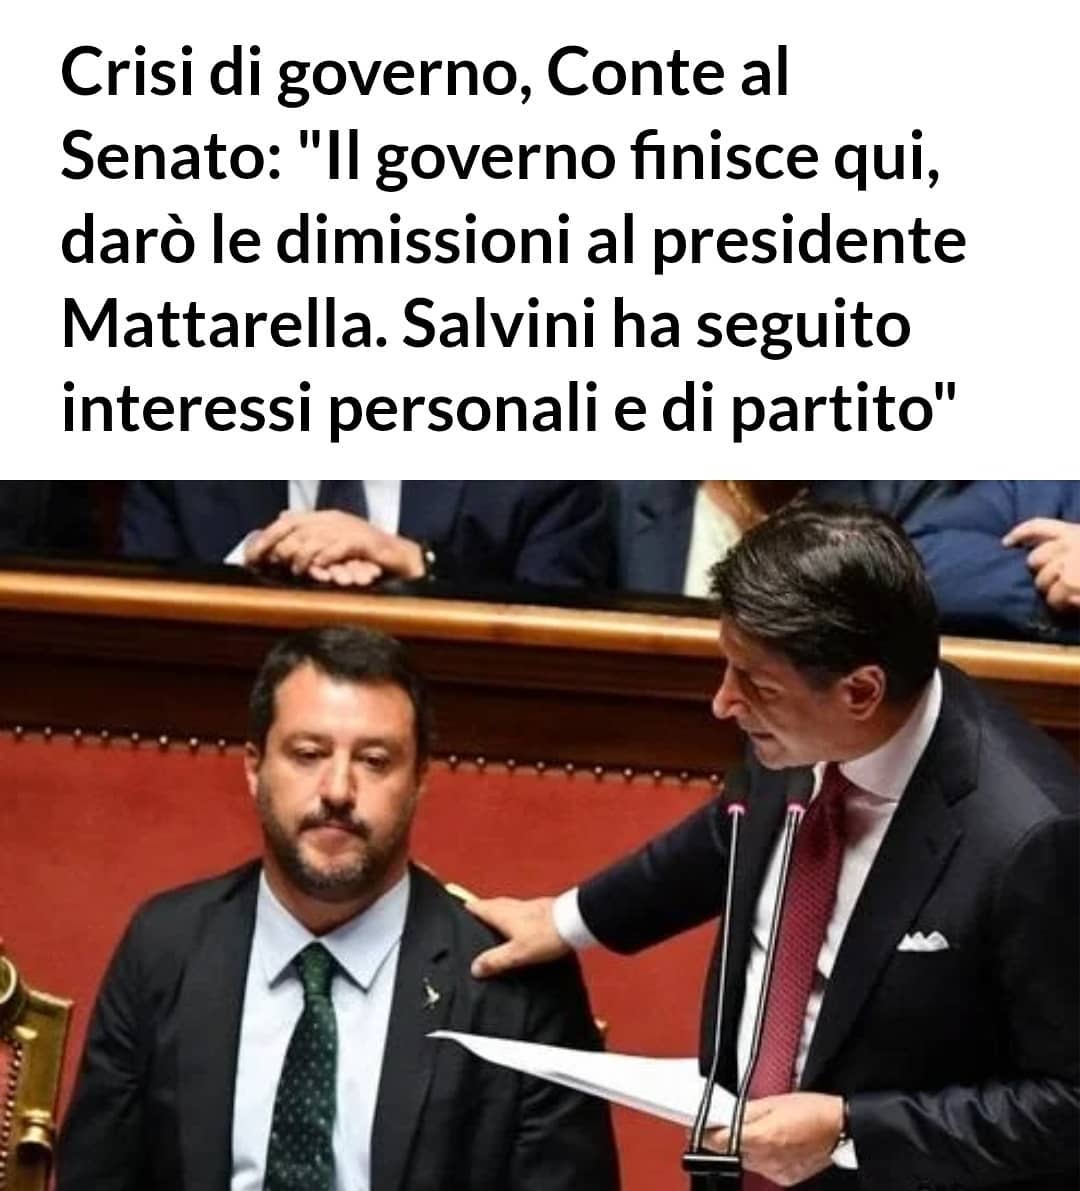 Crisi di governo, Conte al
Senato: "Il governo finisce qui,
darò le dimissioni al presidente
Mattarella. Salvini ha seguito
interessi personali e di partito"